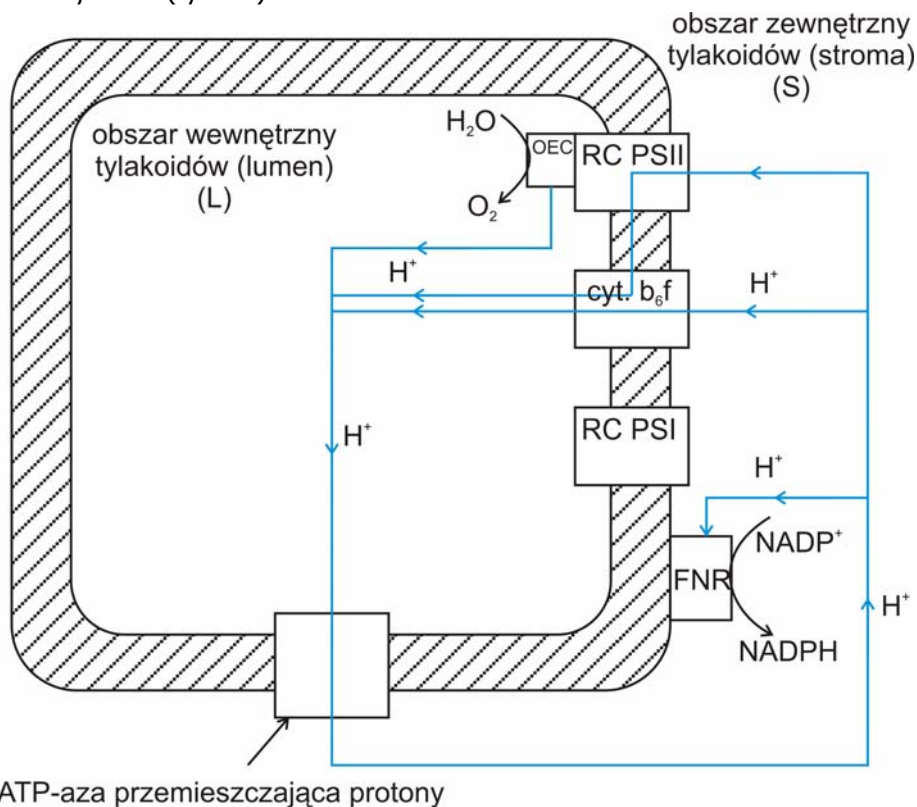 obszar zewnętrzny
tylakoidów (stroma)
(S)
obszar wewnętrzny
tylakoidów (lumen)
(L)
H₂O
OEC
RC PSII
O₂
H⁺
cyt. b₆f
H⁺
H⁺
RC PSI
H⁺
NADP⁺
FNR
H⁺
NADPH
ATP-aza przemieszczająca protony